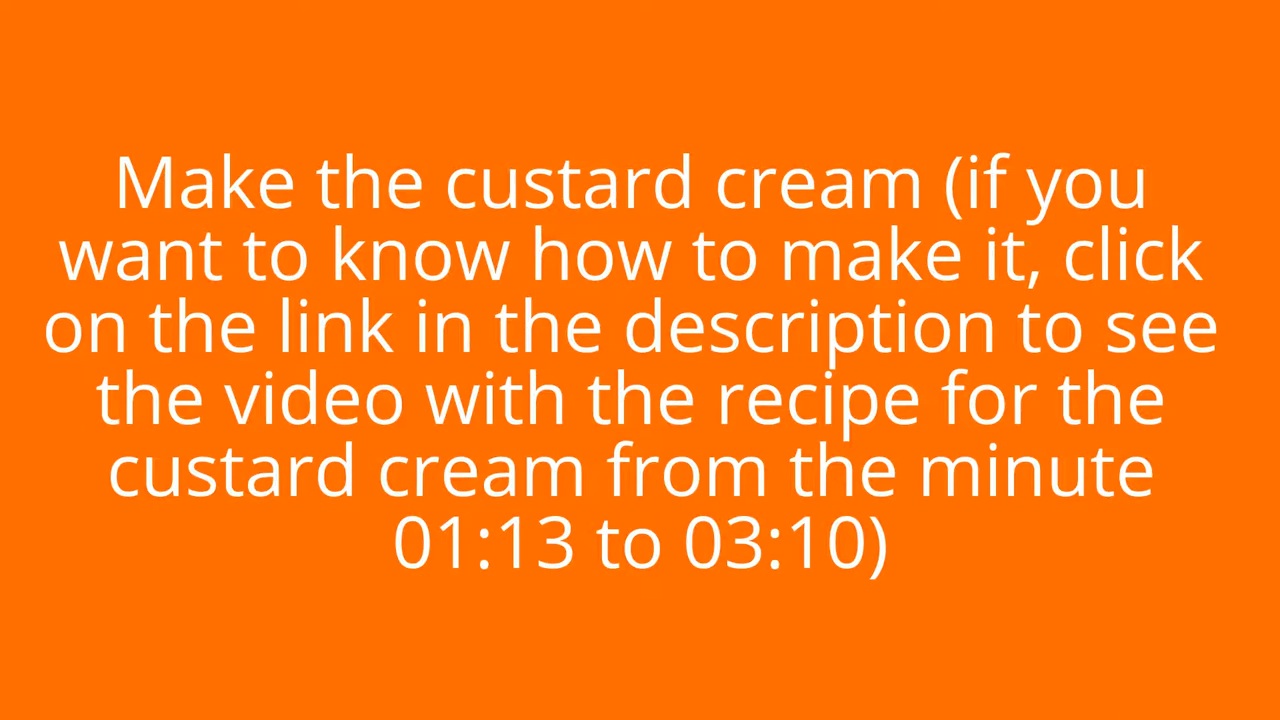 Make the custard cream (if you
want to know how to make it, click
on the link in the description to see
the video with the recipe for the
custard cream from the minute
01:13 to 03:10)